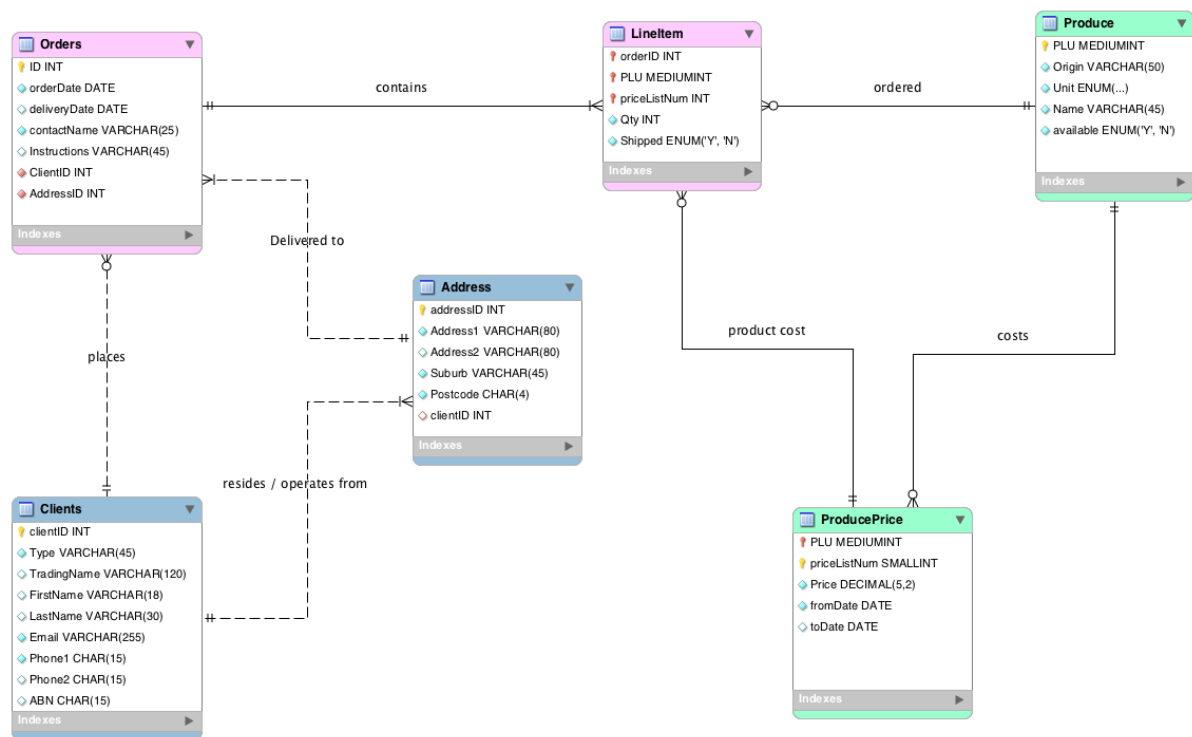 Orders
ID INT
orderDate DATE
deliveryDate DATE
contactName VARCHAR(25)
Instructions VARCHAR(45)
ClientID INT
AddressID INT
Indexes
contains
LineItem
orderID INT
PLU MEDIUMINT
priceListNum INT
Qty INT
Shipped ENUM('Y', 'N')
Indexes
ordered
Produce
PLU MEDIUMINT
Origin VARCHAR(50)
Unit ENUM(...)
Name VARCHAR(45)
available ENUM('Y', 'N')
Indexes
Delivered to
Address
addressID INT
Address1 VARCHAR(80)
Address2 VARCHAR(80)
Suburb VARCHAR(45)
Postcode CHAR(4)
clientID INT
Indexes
product cost
costs
places
resides / operates from
Clients
clientID INT
Type VARCHAR(45)
TradingName VARCHAR(120)
FirstName VARCHAR(18)
LastName VARCHAR(30)
Email VARCHAR(255)
Phone1 CHAR(15)
Phone2 CHAR(15)
ABN CHAR(15)
Indexes
ProducePrice
PLU MEDIUMINT
priceListNum SMALLINT
Price DECIMAL(5,2)
fromDate DATE
toDate DATE
Indexes